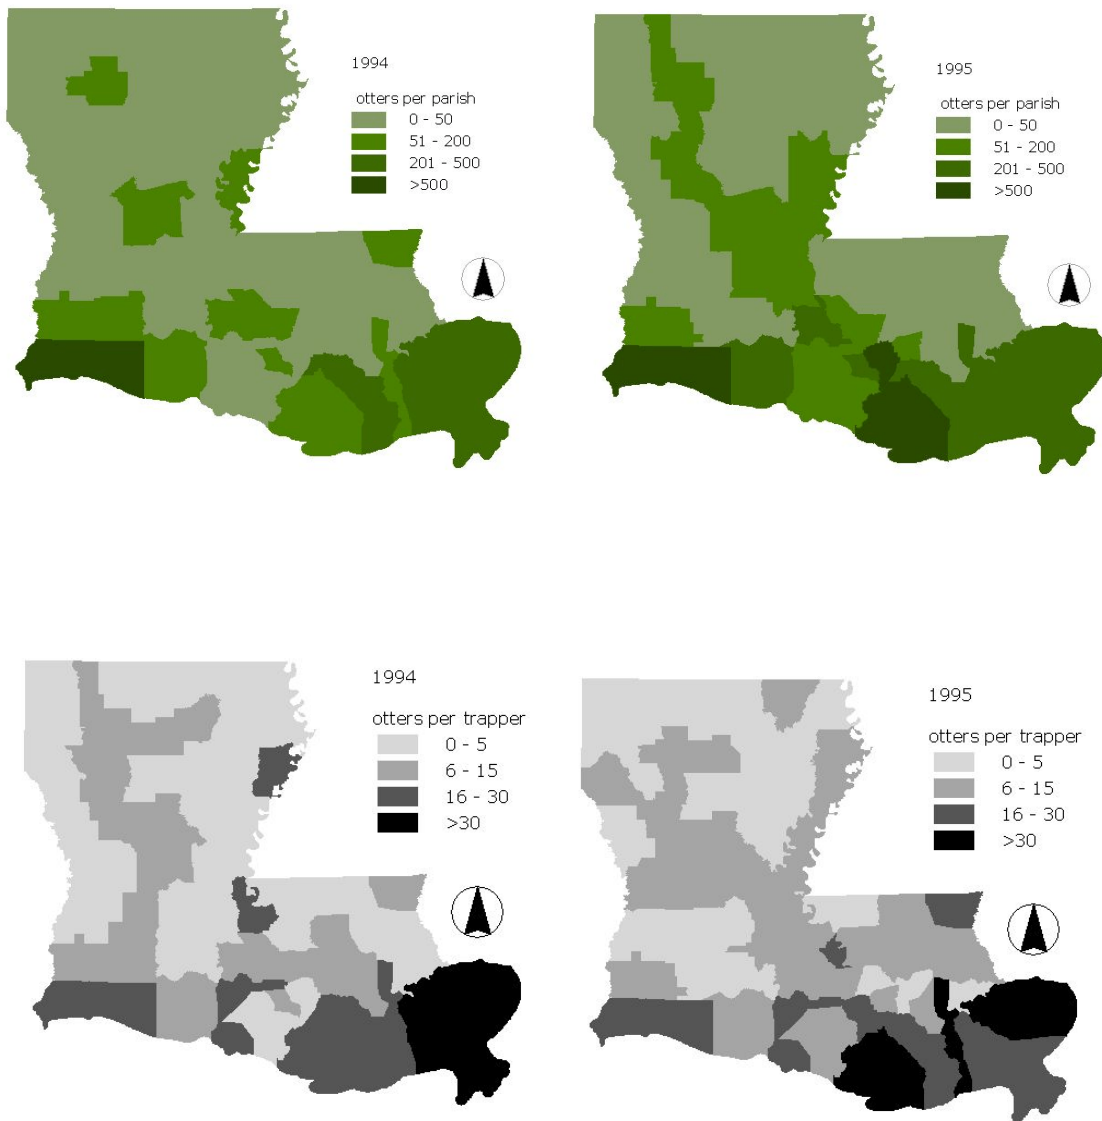 1994
otters per parish
0 - 50
51 - 200
201 - 500
>500
1995
otters per parish
0 - 50
51 - 200
201 - 500
>500
1994
otters per trapper
0 - 5
6 - 15
16 - 30
>30
1995
otters per trapper
0 - 5
6 - 15
16 - 30
>30